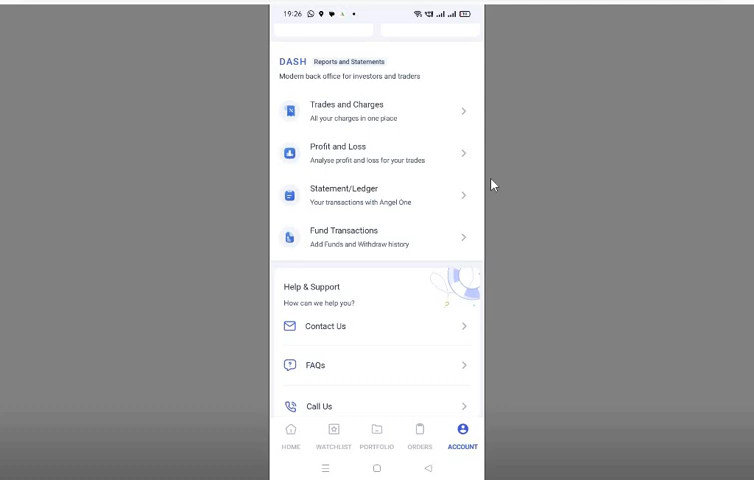 19:26
DASH Reports and Statements
Modern back office for investors and traders
Trades and Charges
All your charges in one place
Profit and Loss
Analyse profit and loss for your trades
Statement/Ledger
Your transactions with Angel One
Fund Transactions
Add Funds and Withdraw history
Help & Support
How can we help you?
Contact Us
FAQs
Call Us
HOME WATCHLIST PORTFOLIO ORDERS ACCOUNT